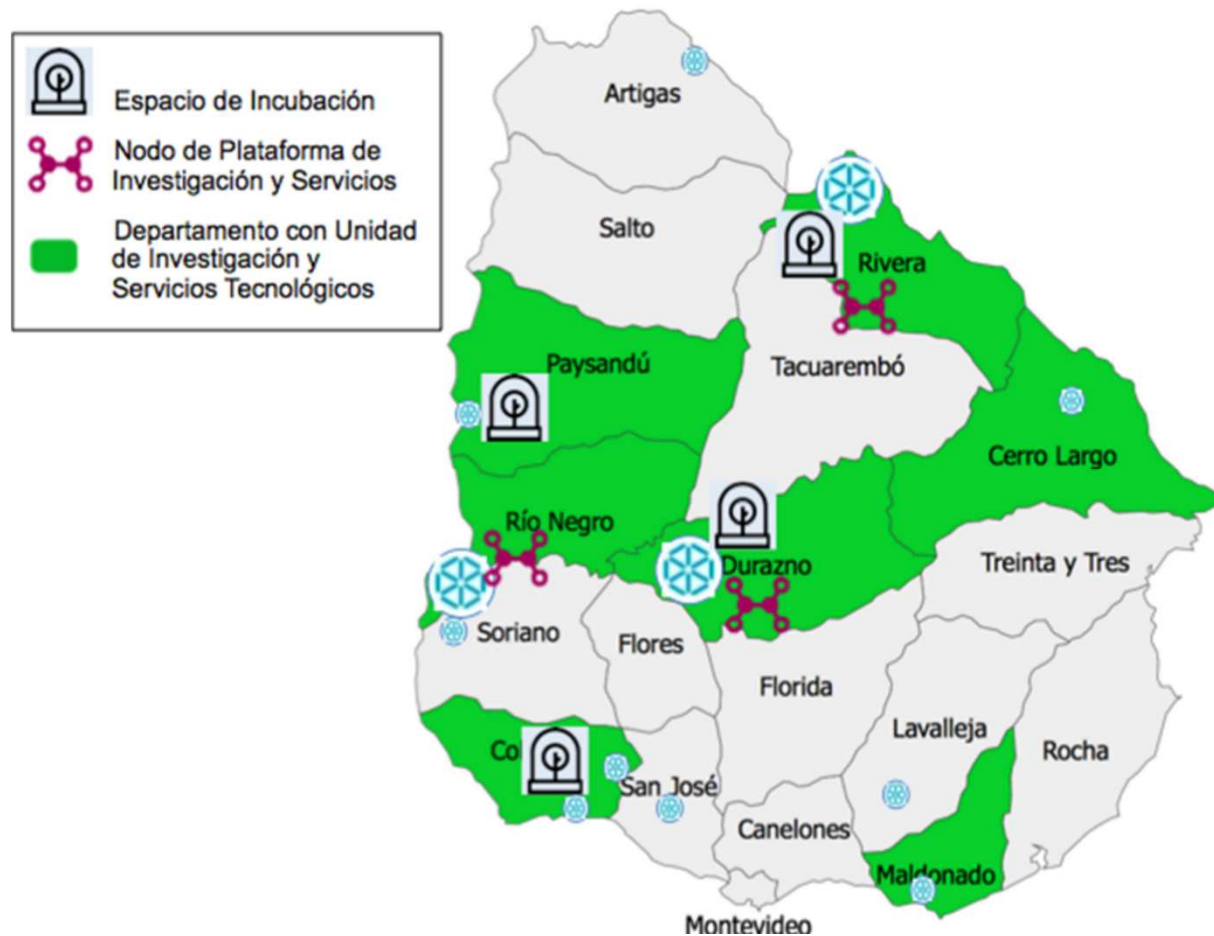 Espacio de Incubación
Nodo de Plataforma de
Investigación y Servicios
Departamento con Unidad
de Investigación y
Servicios Tecnológicos
Artigas
Salto
Rivera
Paysandú
Tacuarembó
Cerro Largo
Río Negro
Durazno
Treinta y Tres
Soriano
Flores
Florida
Lavalleja
Rocha
Co
San José
Canelones
Maldonado
Montevideo